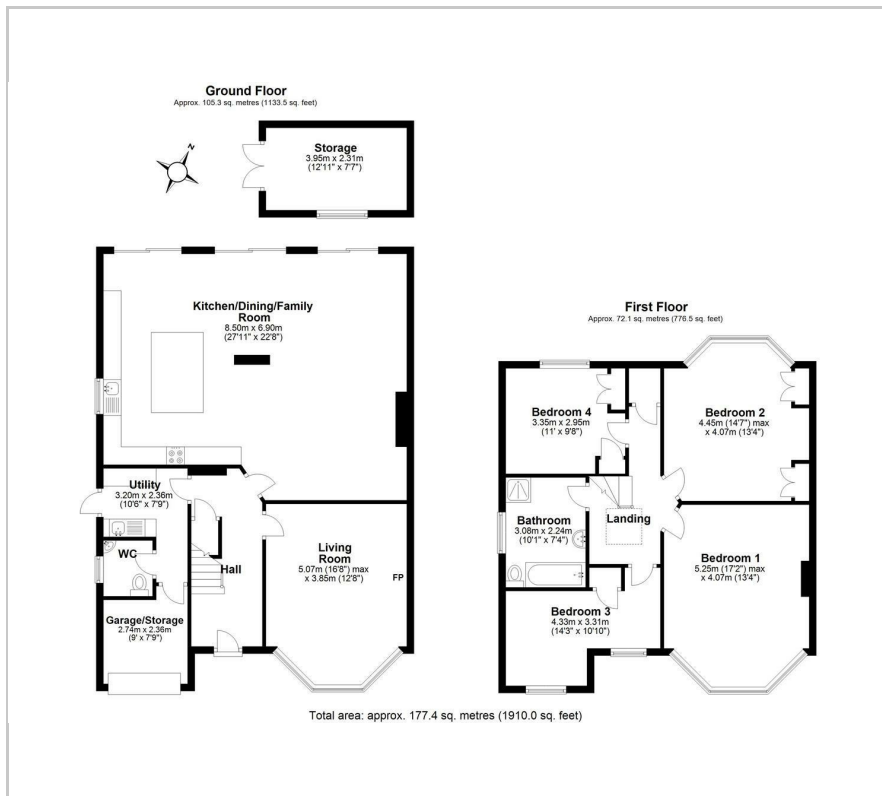 Ground Floor
Approx. 105.3 sq. metres (1133.5 sq. feet)
Storage
3.95m x 2.31m
(12'11" x 7'7")
N
Kitchen/Dining/Family
Room
8.50m x 6.90m
(27'11" x 22'8")
Utility
3.20m x 2.36m
(10'6" x 7'9")
WC
Hall
Living
Room
5.07m (16'8") max
x 3.85m (12'8")
FP
Garage/Storage
2.74m x 2.36m
(9' x 7'9")
First Floor
Approx. 72.1 sq. metres (776.5 sq. feet)
Bedroom 4
3.35m x 2.95m
(11' x 9'8")
Bedroom 2
4.45m (14'7") max
x 4.07m (13'4")
Bathroom
3.08m x 2.24m
(10'1" x 7'4")
Landing
Bedroom 1
5.25m (17'2") max
x 4.07m (13'4")
Bedroom 3
4.33m x 3.31m
(14'3" x 10'10")
Total area: approx. 177.4 sq. metres (1910.0 sq. feet)